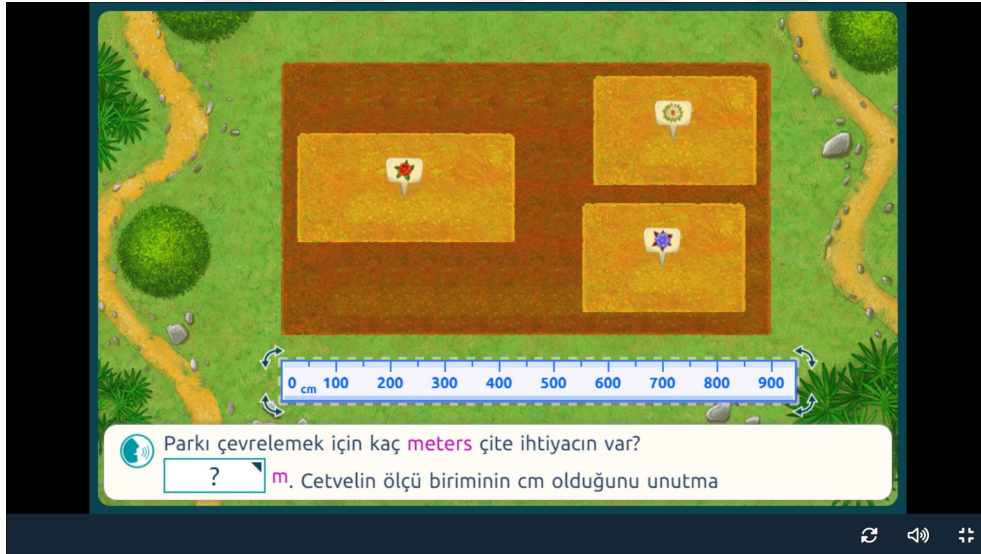 0 cm 100 200 300 400 500 600 700 800 900
Parkı çevrelemek için kaç meters çite ihtiyacın var?
? m. Cetvelin ölçü biriminin cm olduğunu unutma